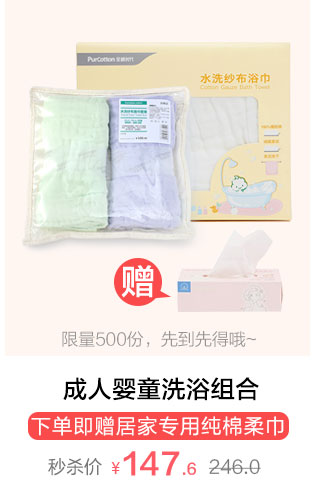 PurCotton 全棉时代
水洗纱布浴巾
Cotton Gauze Bath Towel
赠
限量500份，先到先得哦~
成人婴童洗浴组合
下单即赠居家专用纯棉柔巾
秒杀价 ¥147.6 246.0